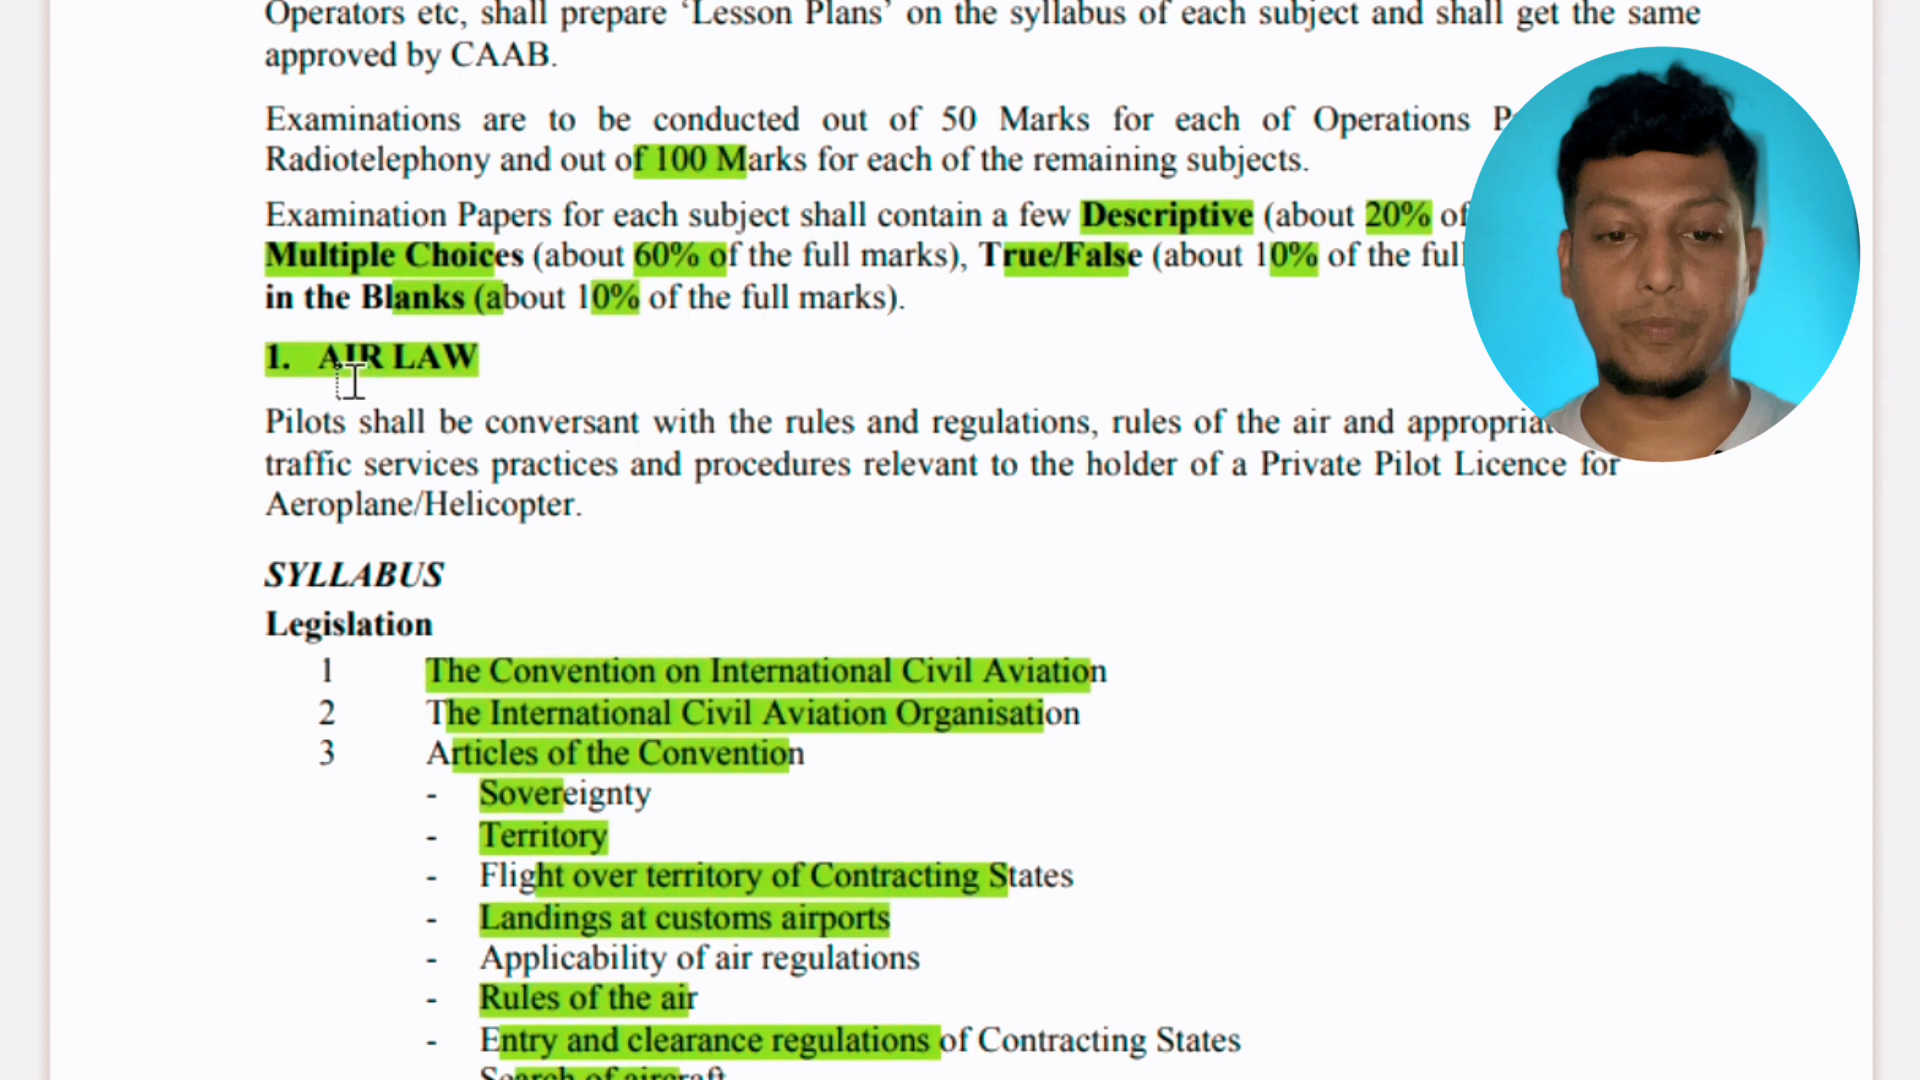 Operators etc, shall prepare ‘Lesson Plans’ on the syllabus of each subject and shall get the same
approved by CAAB.
Examinations are to be conducted out of 50 Marks for each of Operations
Radiotelephony and out of 100 Marks for each of the remaining subjects.
Examination Papers for each subject shall contain a few Descriptive (about 20% of
Multiple Choices (about 60% of the full marks), True/False (about 10% of the full
in the Blanks (about 10% of the full marks).
1. AIR LAW
Pilots shall be conversant with the rules and regulations, rules of the air and
traffic services practices and procedures relevant to the holder of a Private Pilot Licence for
Aeroplane/Helicopter.
SYLLABUS
Legislation
1 The Convention on International Civil Aviation
2 The International Civil Aviation Organisation
3 Articles of the Convention
- Sovereignty
- Territory
- Flight over territory of Contracting States
- Landings at customs airports
- Applicability of air regulations
- Rules of the air
- Entry and clearance regulations of Contracting States
Search of aircraft